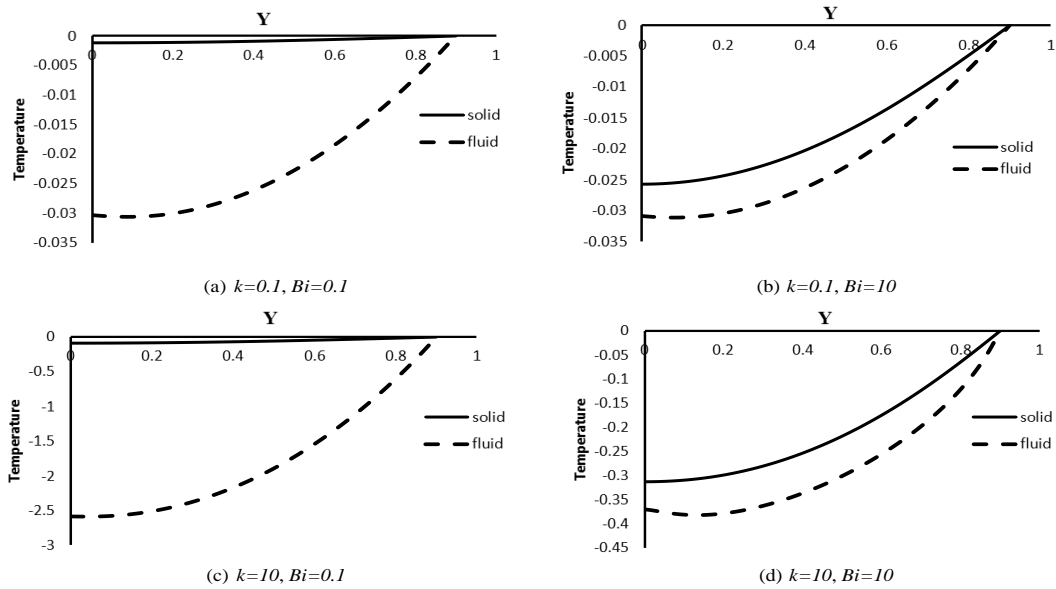 Y
0
0 0.2 0.4 0.6 0.8 1
-0.005
-0.01
-0.015
-0.02
-0.025
-0.03
-0.035
Temperature
solid
fluid
(a) k=0.1, Bi=0.1
Y
0
0 0.2 0.4 0.6 0.8 1
-0.005
-0.01
-0.015
-0.02
-0.025
-0.03
-0.035
Temperature
solid
fluid
(b) k=0.1, Bi=10
Y
0
0 0.2 0.4 0.6 0.8 1
-0.5
-1
-1.5
-2
-2.5
-3
Temperature
solid
fluid
(c) k=10, Bi=0.1
Y
0
0 0.2 0.4 0.6 0.8 1
-0.05
-0.1
-0.15
-0.2
-0.25
-0.3
-0.35
-0.4
-0.45
Temperature
solid
fluid
(d) k=10, Bi=10